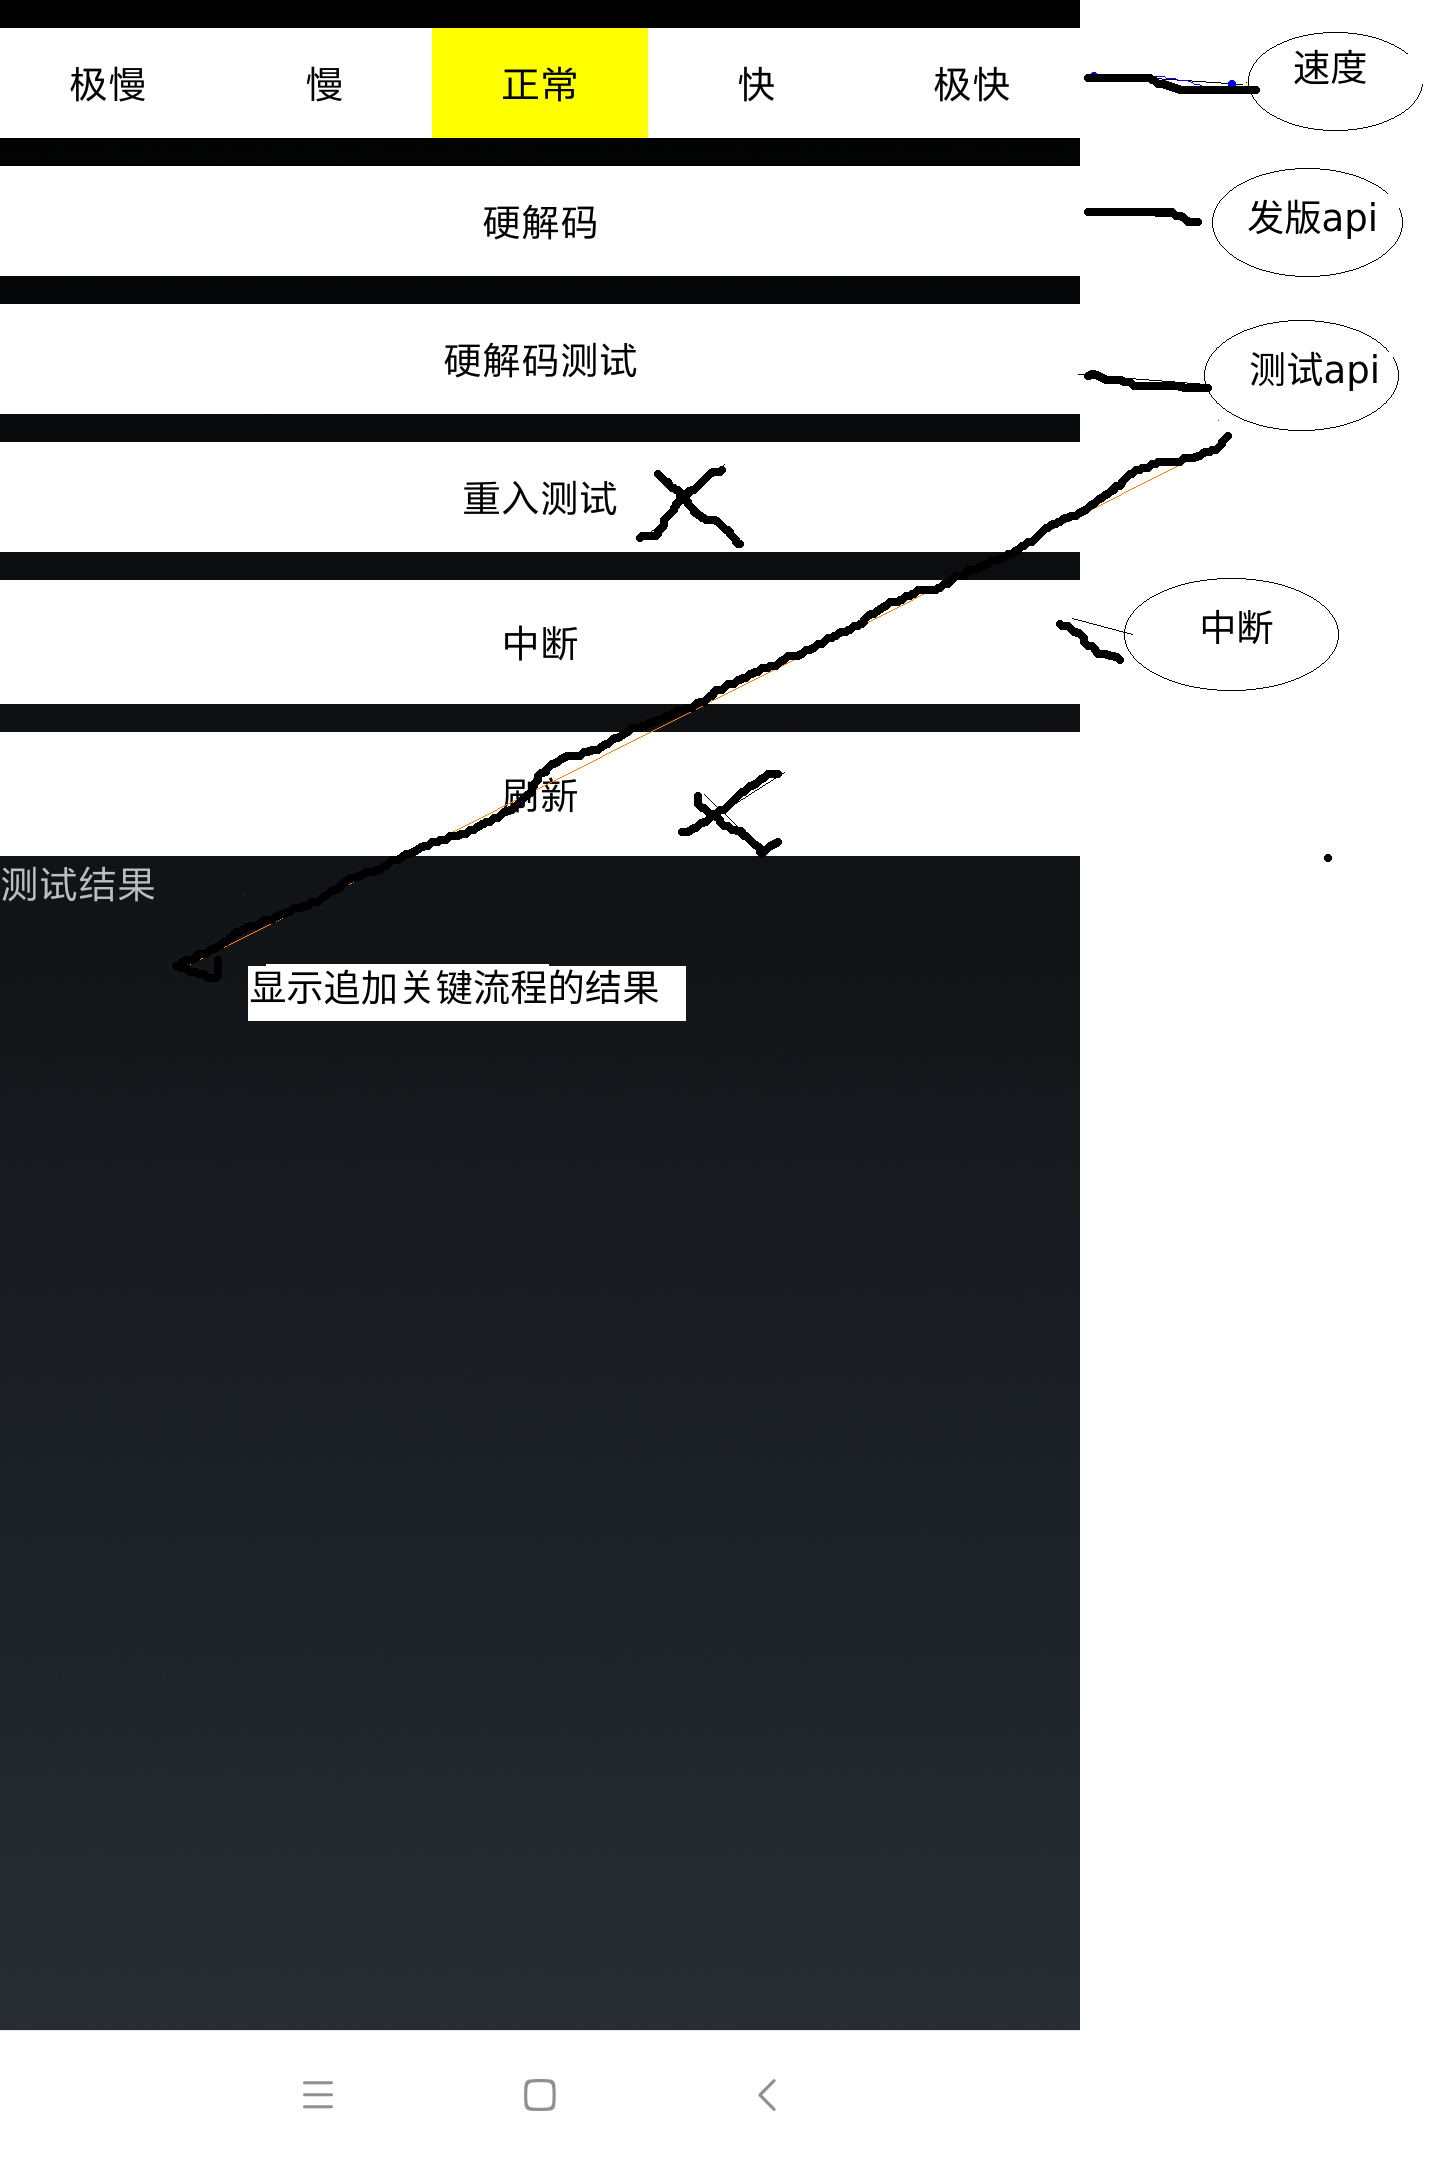 极慢 慢 正常 快 极快 速度
硬解码 发版api
硬解码测试 测试api
重入测试
中断 中断
刷新
测试结果
显示追加关键流程的结果